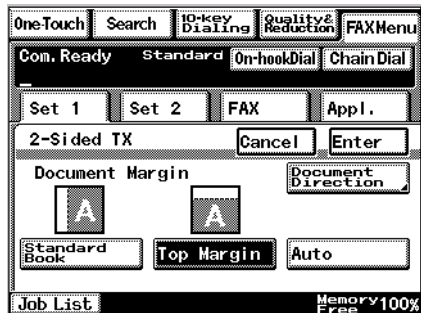 One-Touch Search 10-key Dialing Quality& Reduction FAXMenu
Com. Ready Standard On-hookDial Chain Dial
Set 1 Set 2 FAX Appl.
2-Sided TX Cancel Enter
Document Margin Document Direction
A A
Standard Book Top Margin Auto
Job List Memory Free 100%